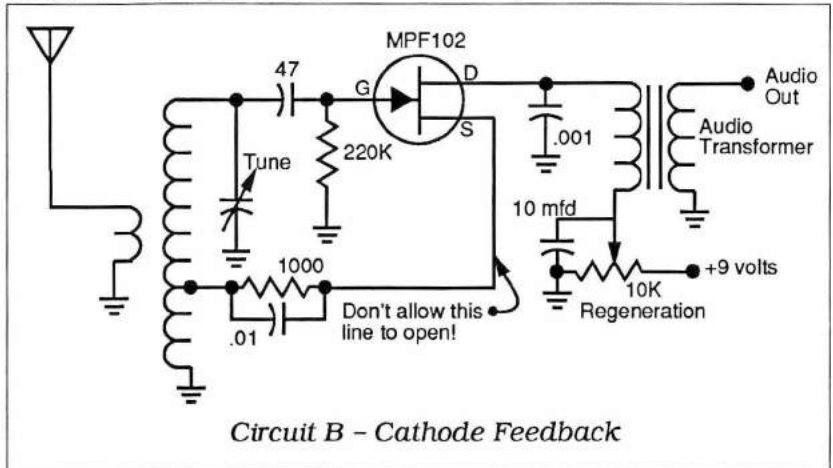 MPF102
47
G
D
S
Audio
Out
.001
Audio
Transformer
Tune
220K
10 mfd
1000
+9 volts
10K
Regeneration
Don't allow this
line to open!
.01
Circuit B – Cathode Feedback